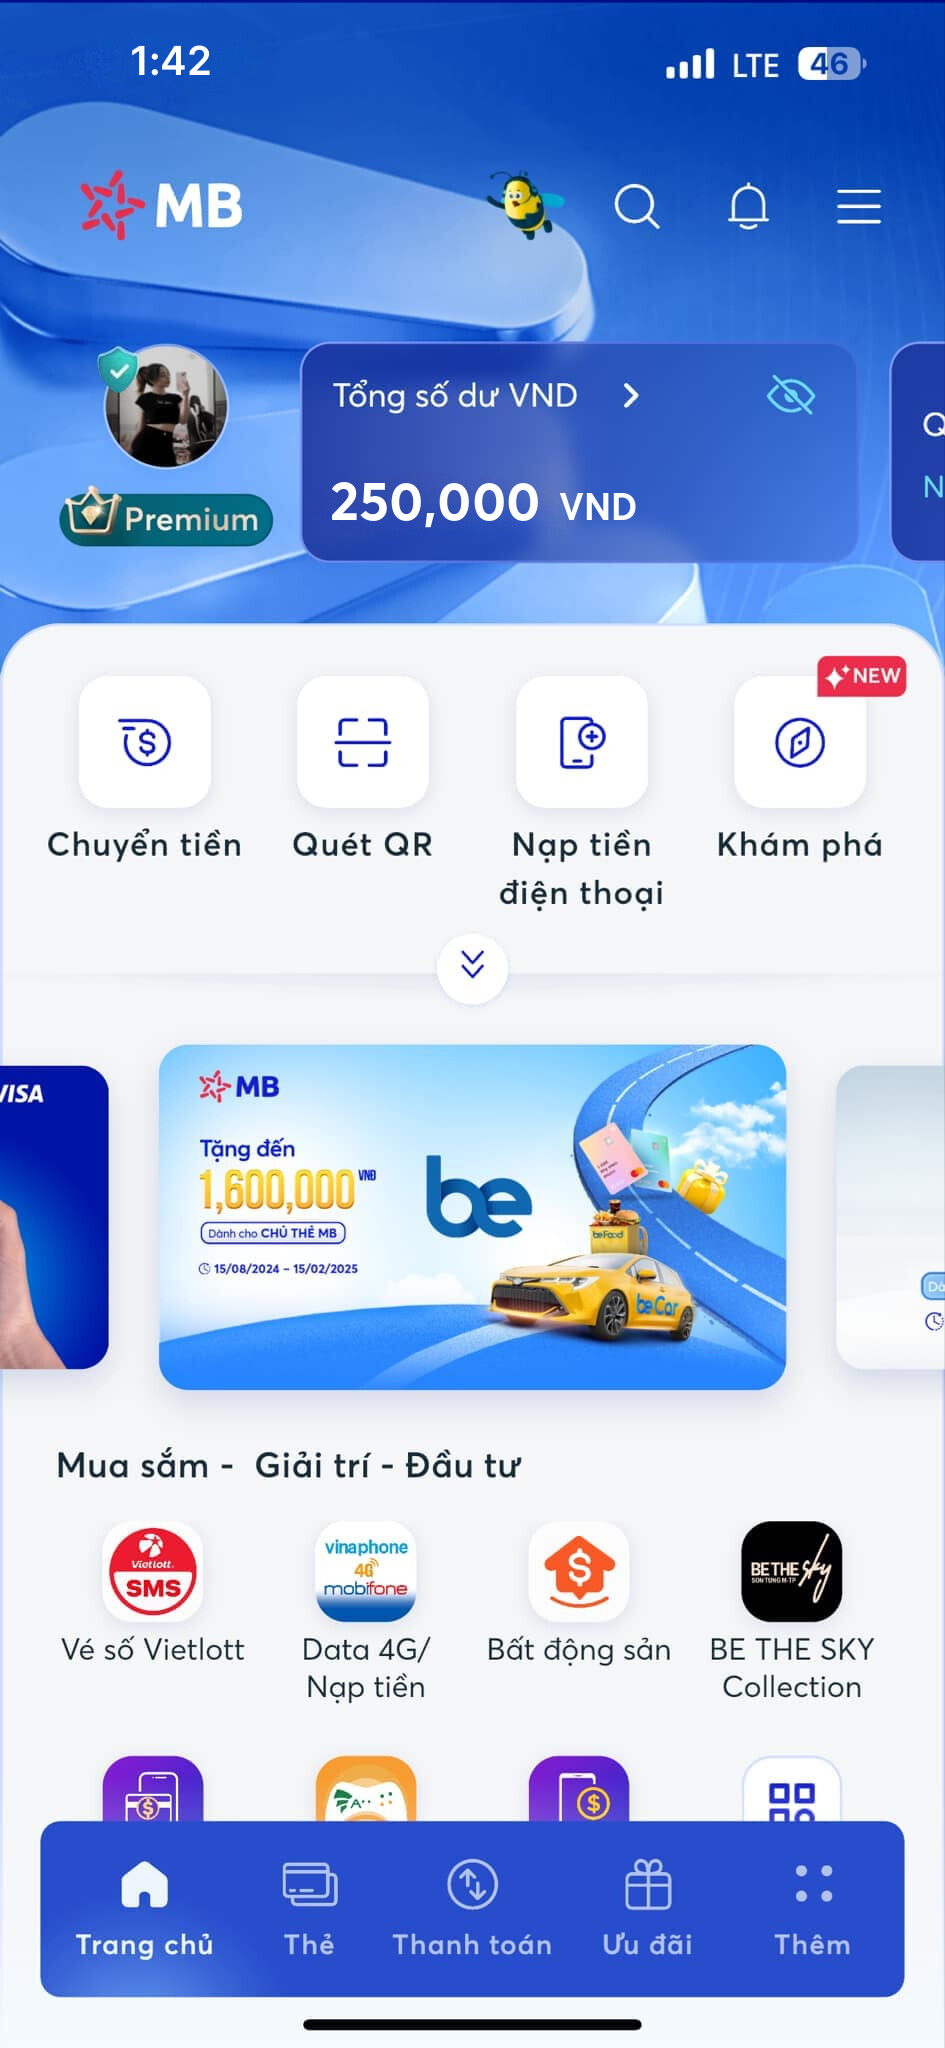 1:42
LTE 46
MB
Tổng số dư VND
Q
250,000 VND
N
Premium
NEW
Chuyển tiền
Quét QR
Nạp tiền
điện thoại
Khám phá
VISA
MB
Tặng đến
1,600,000 VNĐ
Dành cho CHỦ THẺ MB
15/08/2024 – 15/02/2025
be
beFood
beCar
Mua sắm - Giải trí - Đầu tư
Vietlott.
SMS
vinaphone
4G
mobifone
BE THE sky
SON TUNG M-TP
Vé số Vietlott
Data 4G/
Nạp tiền
Bất động sản
BE THE SKY
Collection
Trang chủ
Thẻ
Thanh toán
Ưu đãi
Thêm